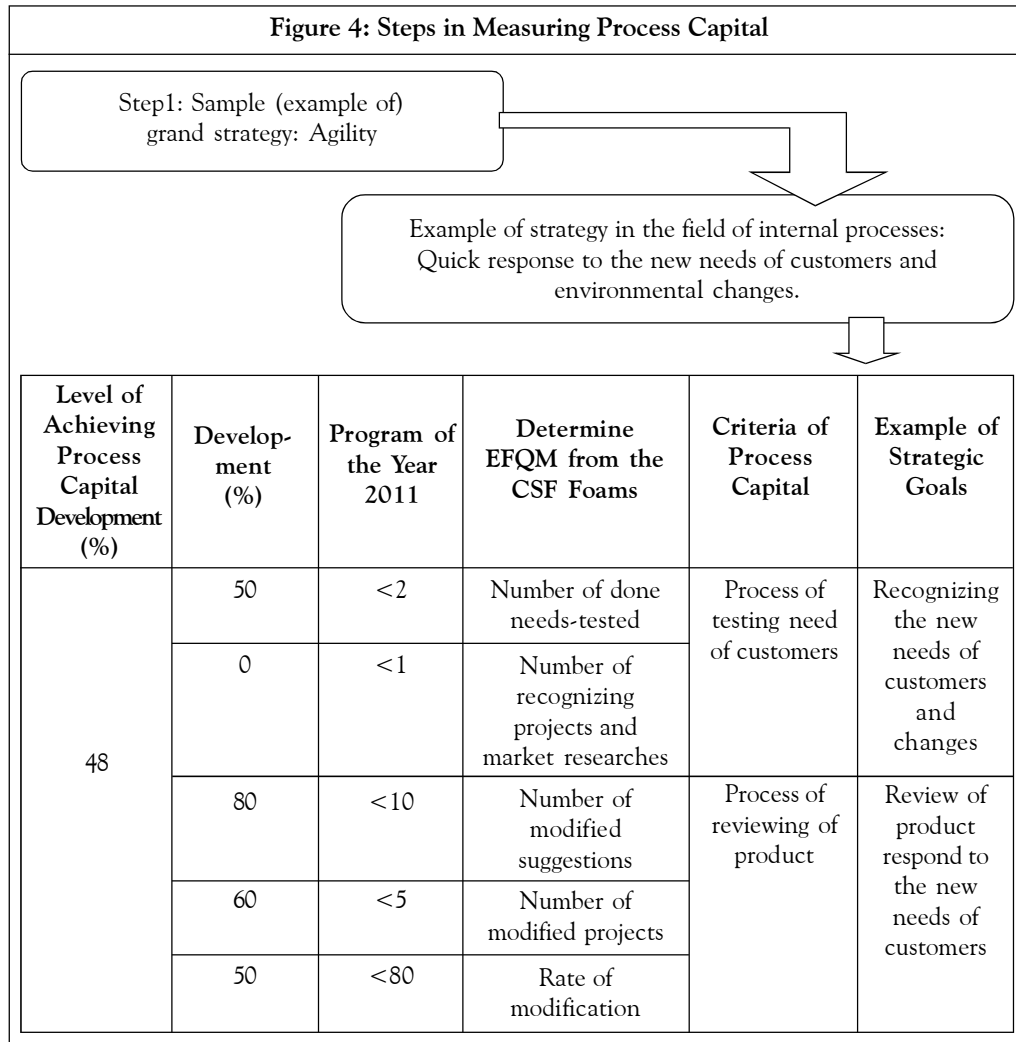 Figure 4: Steps in Measuring Process Capital
Step1: Sample (example of)
grand strategy: Agility
Example of strategy in the field of internal processes:
Quick response to the new needs of customers and
environmental changes.
Level of
Achieving
Process
Capital
Development
(%)
Develop-
ment
(%)
Program of
the Year
2011
Determine
EFQM from the
CSF Foams
Criteria of
Process
Capital
Example of
Strategic
Goals
48
50
<2
Number of done
needs-tested
Process of
testing need
of customers
Recognizing
the new
needs of
customers
and
changes
0
<1
Number of
recognizing
projects and
market researches
80
<10
Number of
modified
suggestions
Process of
reviewing of
product
Review of
product
respond to
the new
needs of
customers
60
<5
Number of
modified projects
50
<80
Rate of
modification